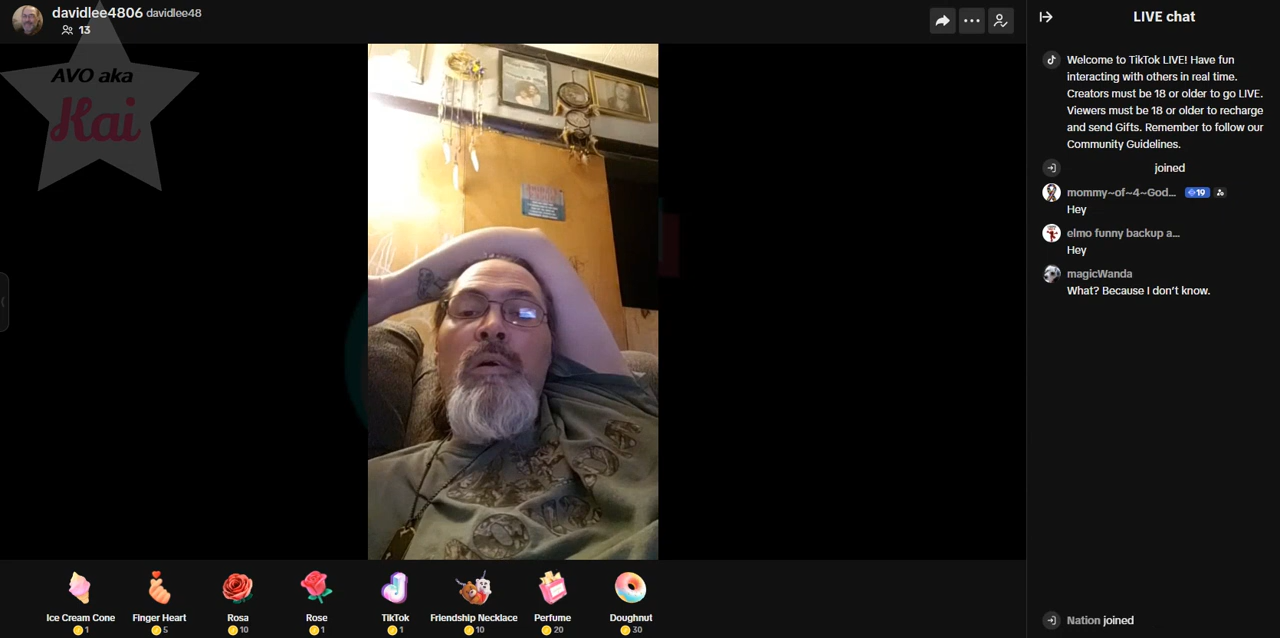 davidlee4806 davidlee48
13
AVO aka
Kai
LIVE chat
Welcome to TikTok LIVE! Have fun
interacting with others in real time.
Creators must be 18 or older to go LIVE.
Viewers must be 18 or older to recharge
and send Gifts. Remember to follow our
Community Guidelines.
joined
mommy~of~4~God... 19
Hey
elmo funny backup a...
Hey
magicWanda
What? Because I don't know.
Nation joined
Ice Cream Cone
1
Finger Heart
5
Rosa
10
Rose
1
TikTok
1
Friendship Necklace
10
Perfume
20
Doughnut
30